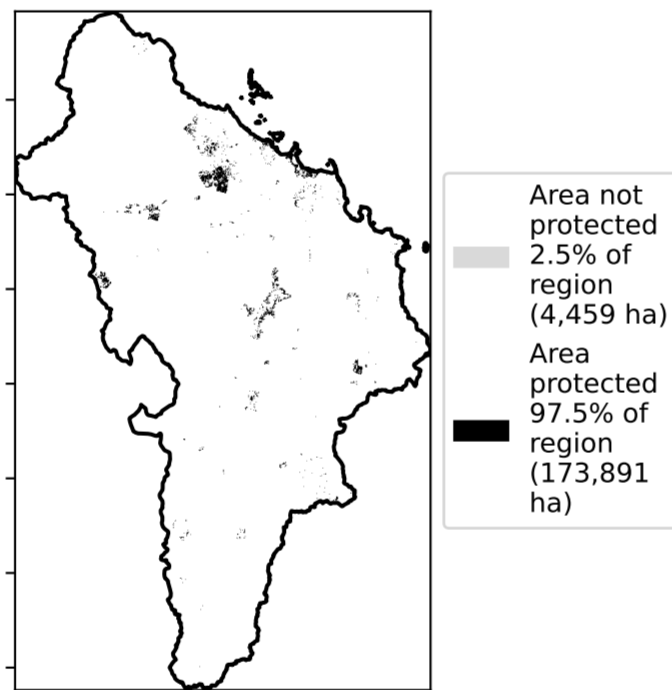 Area not
protected
2.5% of
region
(4,459 ha)
Area
protected
97.5% of
region
(173,891
ha)